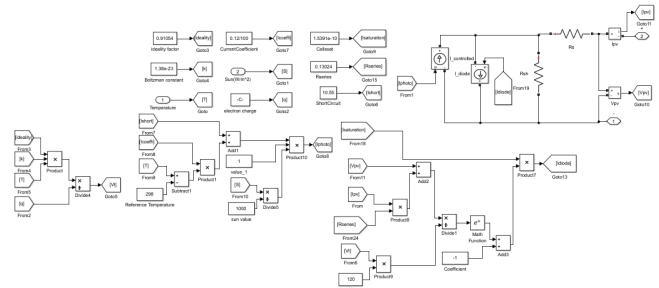 0.91054
[ideality]
ideality factor
Goto3
0.12/100
[Icoeffi]
CurrentCoefficient
Goto7
1.5391e-10
[Isaturation]
Cellsset
Goto9
1.38e-23
[k]
Boltzman constant
Goto4
2
[S]
Sun(W/m^2)
Goto1
0.13024
[Rseries]
Rseries
Goto15
1
[T]
Temperature
Goto
-C-
[q]
electron charge
Goto2
10.55
[Ishort]
ShortCircuit
Goto6
[Iphoto]
From1
I_controlled
I_diode
[Idiode]
From19
Rs
Rsh
[Ipv]
Goto11
Ipv
+
2
[Vpv]
Goto10
Vpv
-
1
[ideality]
From3
[k]
From4
[T]
From5
[q]
From2
Product
Divide4
[Vt]
Goto5
[Ishort]
From7
[Icoeffi]
From8
[T]
From9
298
Reference Temperature
Subtract1
Product1
Add1
1
value_1
[S]
From10
1000
sun value
Divide5
Product10
[Iphoto]
Goto8
[Isaturation]
From18
[Vpv]
From11
[Ipv]
From
[Rseries]
From24
Product8
Add2
[Vt]
From6
120
Product9
Divide1
Math
Function
-1
Coefficient
Add3
Product7
[Idiode]
Goto13